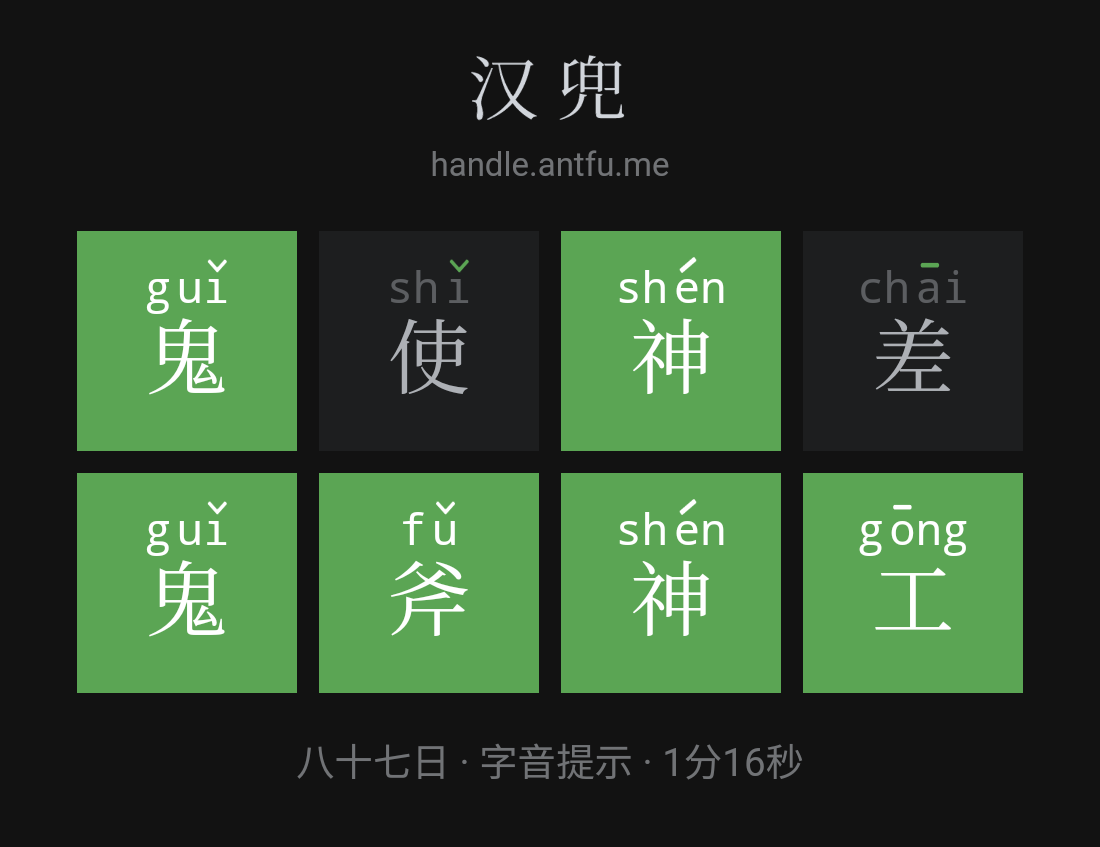 汉兜
handle.antfu.me
guǐ shǐ shén chāi
鬼 使 神 差
guǐ fǔ shén gōng
鬼 斧 神 工
八十七日 · 字音提示 · 1分16秒